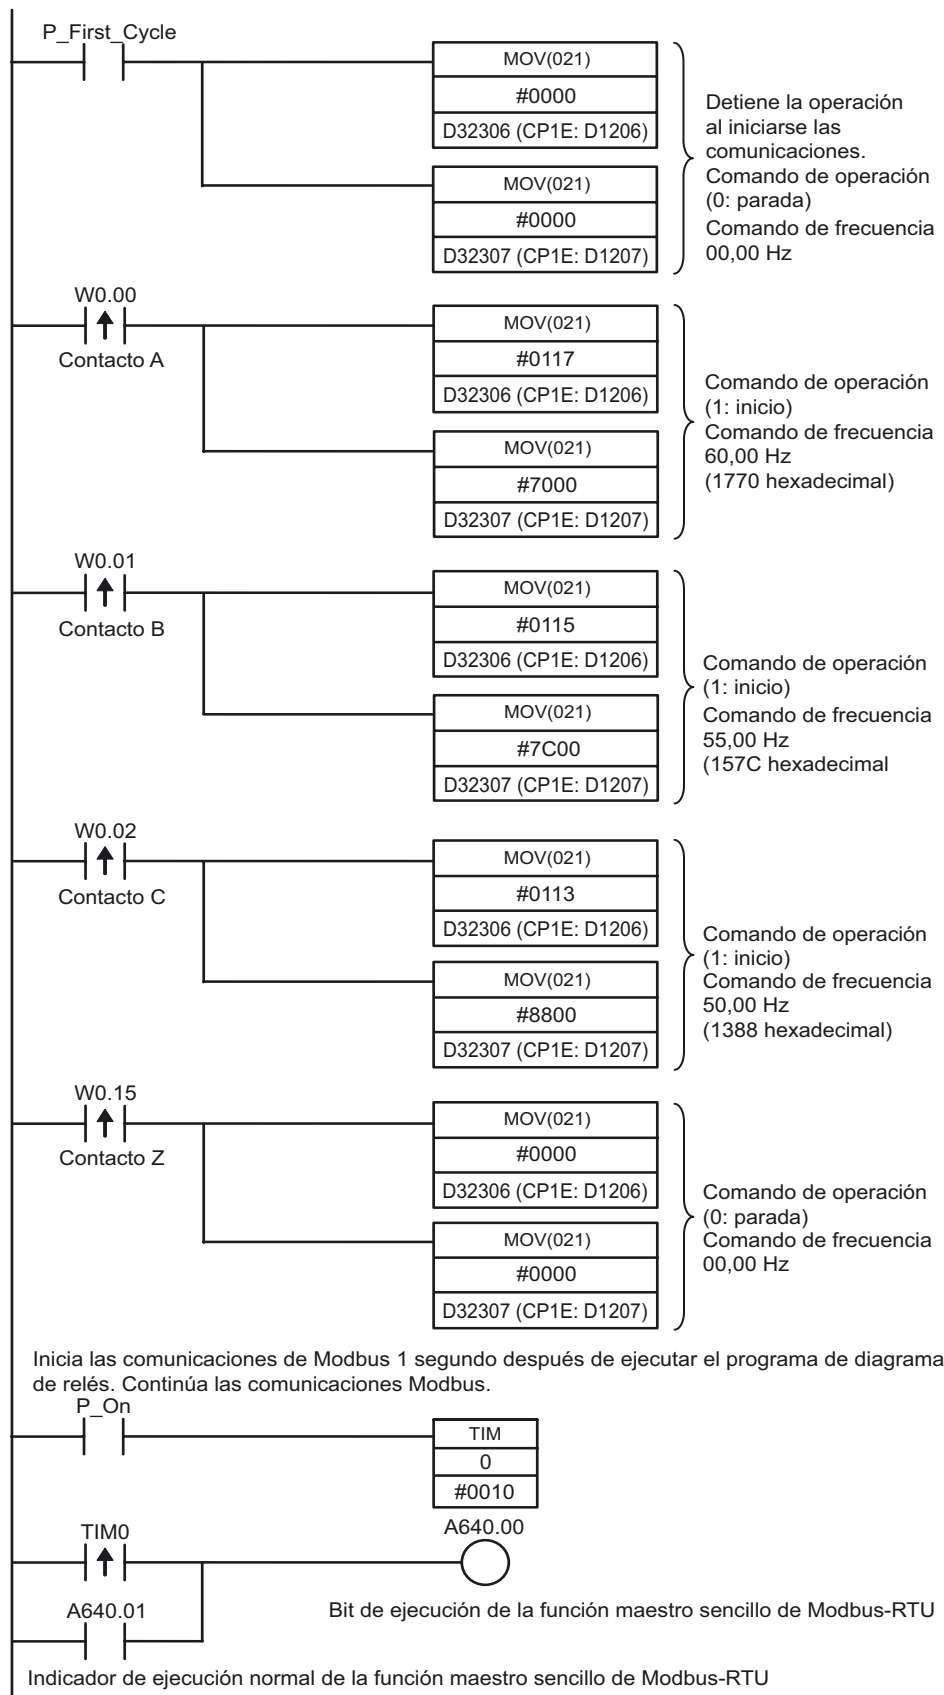 P_First_Cycle
MOV(021)
#0000
D32306 (CP1E: D1206)
MOV(021)
#0000
D32307 (CP1E: D1207)
Detiene la operación
al iniciarse las
comunicaciones.
Comando de operación
(0: parada)
Comando de frecuencia
00,00 Hz
W0.00
Contacto A
MOV(021)
#0117
D32306 (CP1E: D1206)
MOV(021)
#7000
D32307 (CP1E: D1207)
Comando de operación
(1: inicio)
Comando de frecuencia
60,00 Hz
(1770 hexadecimal)
W0.01
Contacto B
MOV(021)
#0115
D32306 (CP1E: D1206)
MOV(021)
#7C00
D32307 (CP1E: D1207)
Comando de operación
(1: inicio)
Comando de frecuencia
55,00 Hz
(157C hexadecimal
W0.02
Contacto C
MOV(021)
#0113
D32306 (CP1E: D1206)
MOV(021)
#8800
D32307 (CP1E: D1207)
Comando de operación
(1: inicio)
Comando de frecuencia
50,00 Hz
(1388 hexadecimal)
W0.15
Contacto Z
MOV(021)
#0000
D32306 (CP1E: D1206)
MOV(021)
#0000
D32307 (CP1E: D1207)
Comando de operación
(0: parada)
Comando de frecuencia
00,00 Hz
Inicia las comunicaciones de Modbus 1 segundo después de ejecutar el programa de diagrama
de relés. Continúa las comunicaciones Modbus.
P_On
TIM
0
#0010
TIM0
A640.00
A640.01
Bit de ejecución de la función maestro sencillo de Modbus-RTU
Indicador de ejecución normal de la función maestro sencillo de Modbus-RTU